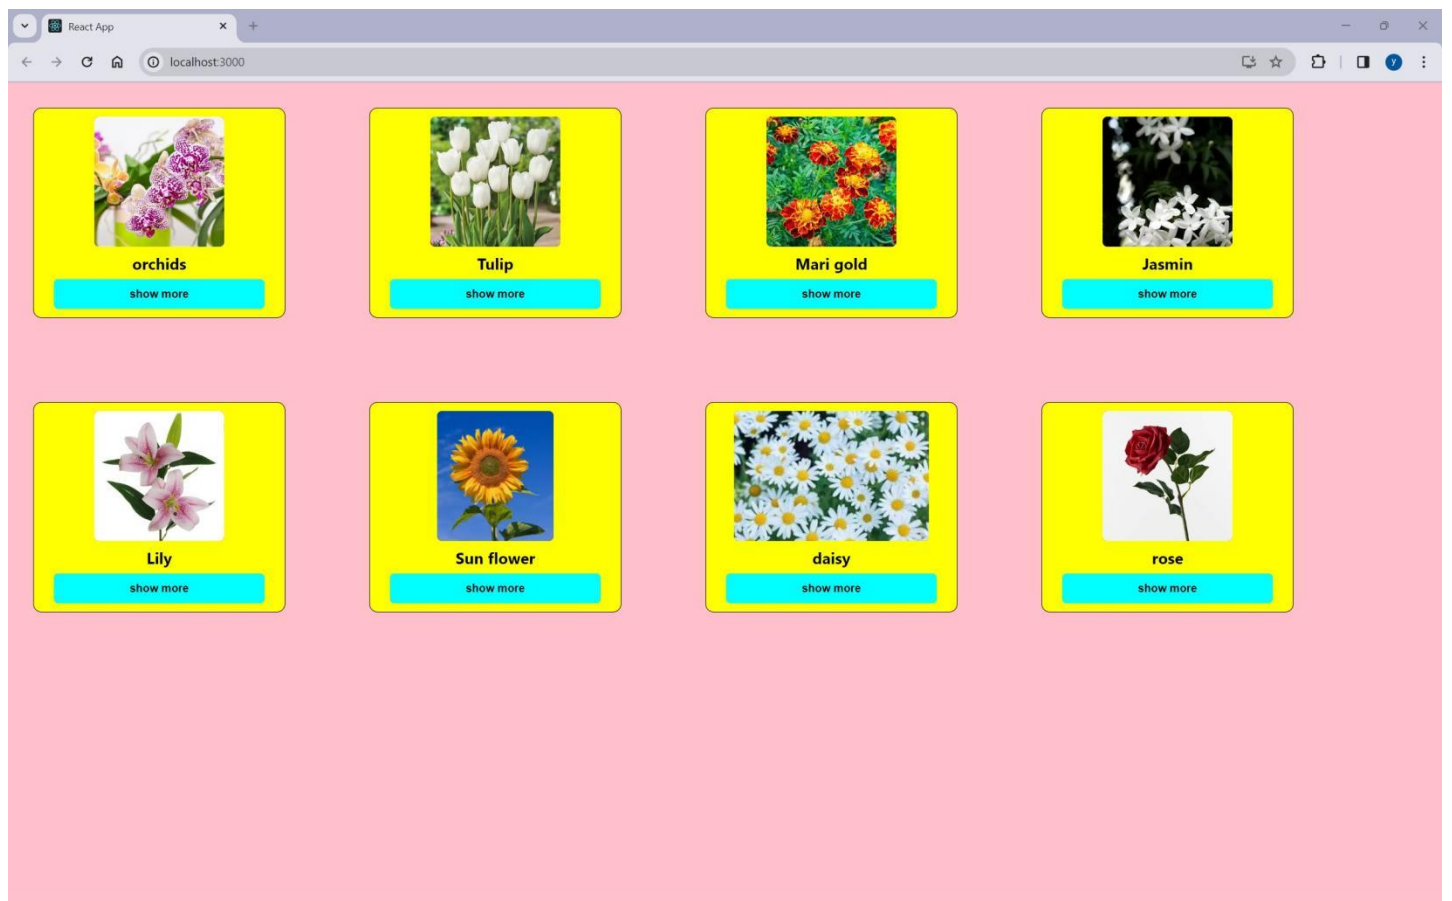 React App
localhost:3000
y
orchids
Tulip
Mari gold
Jasmin
show more
show more
show more
show more
Lily
Sun flower
daisy
rose
show more
show more
show more
show more